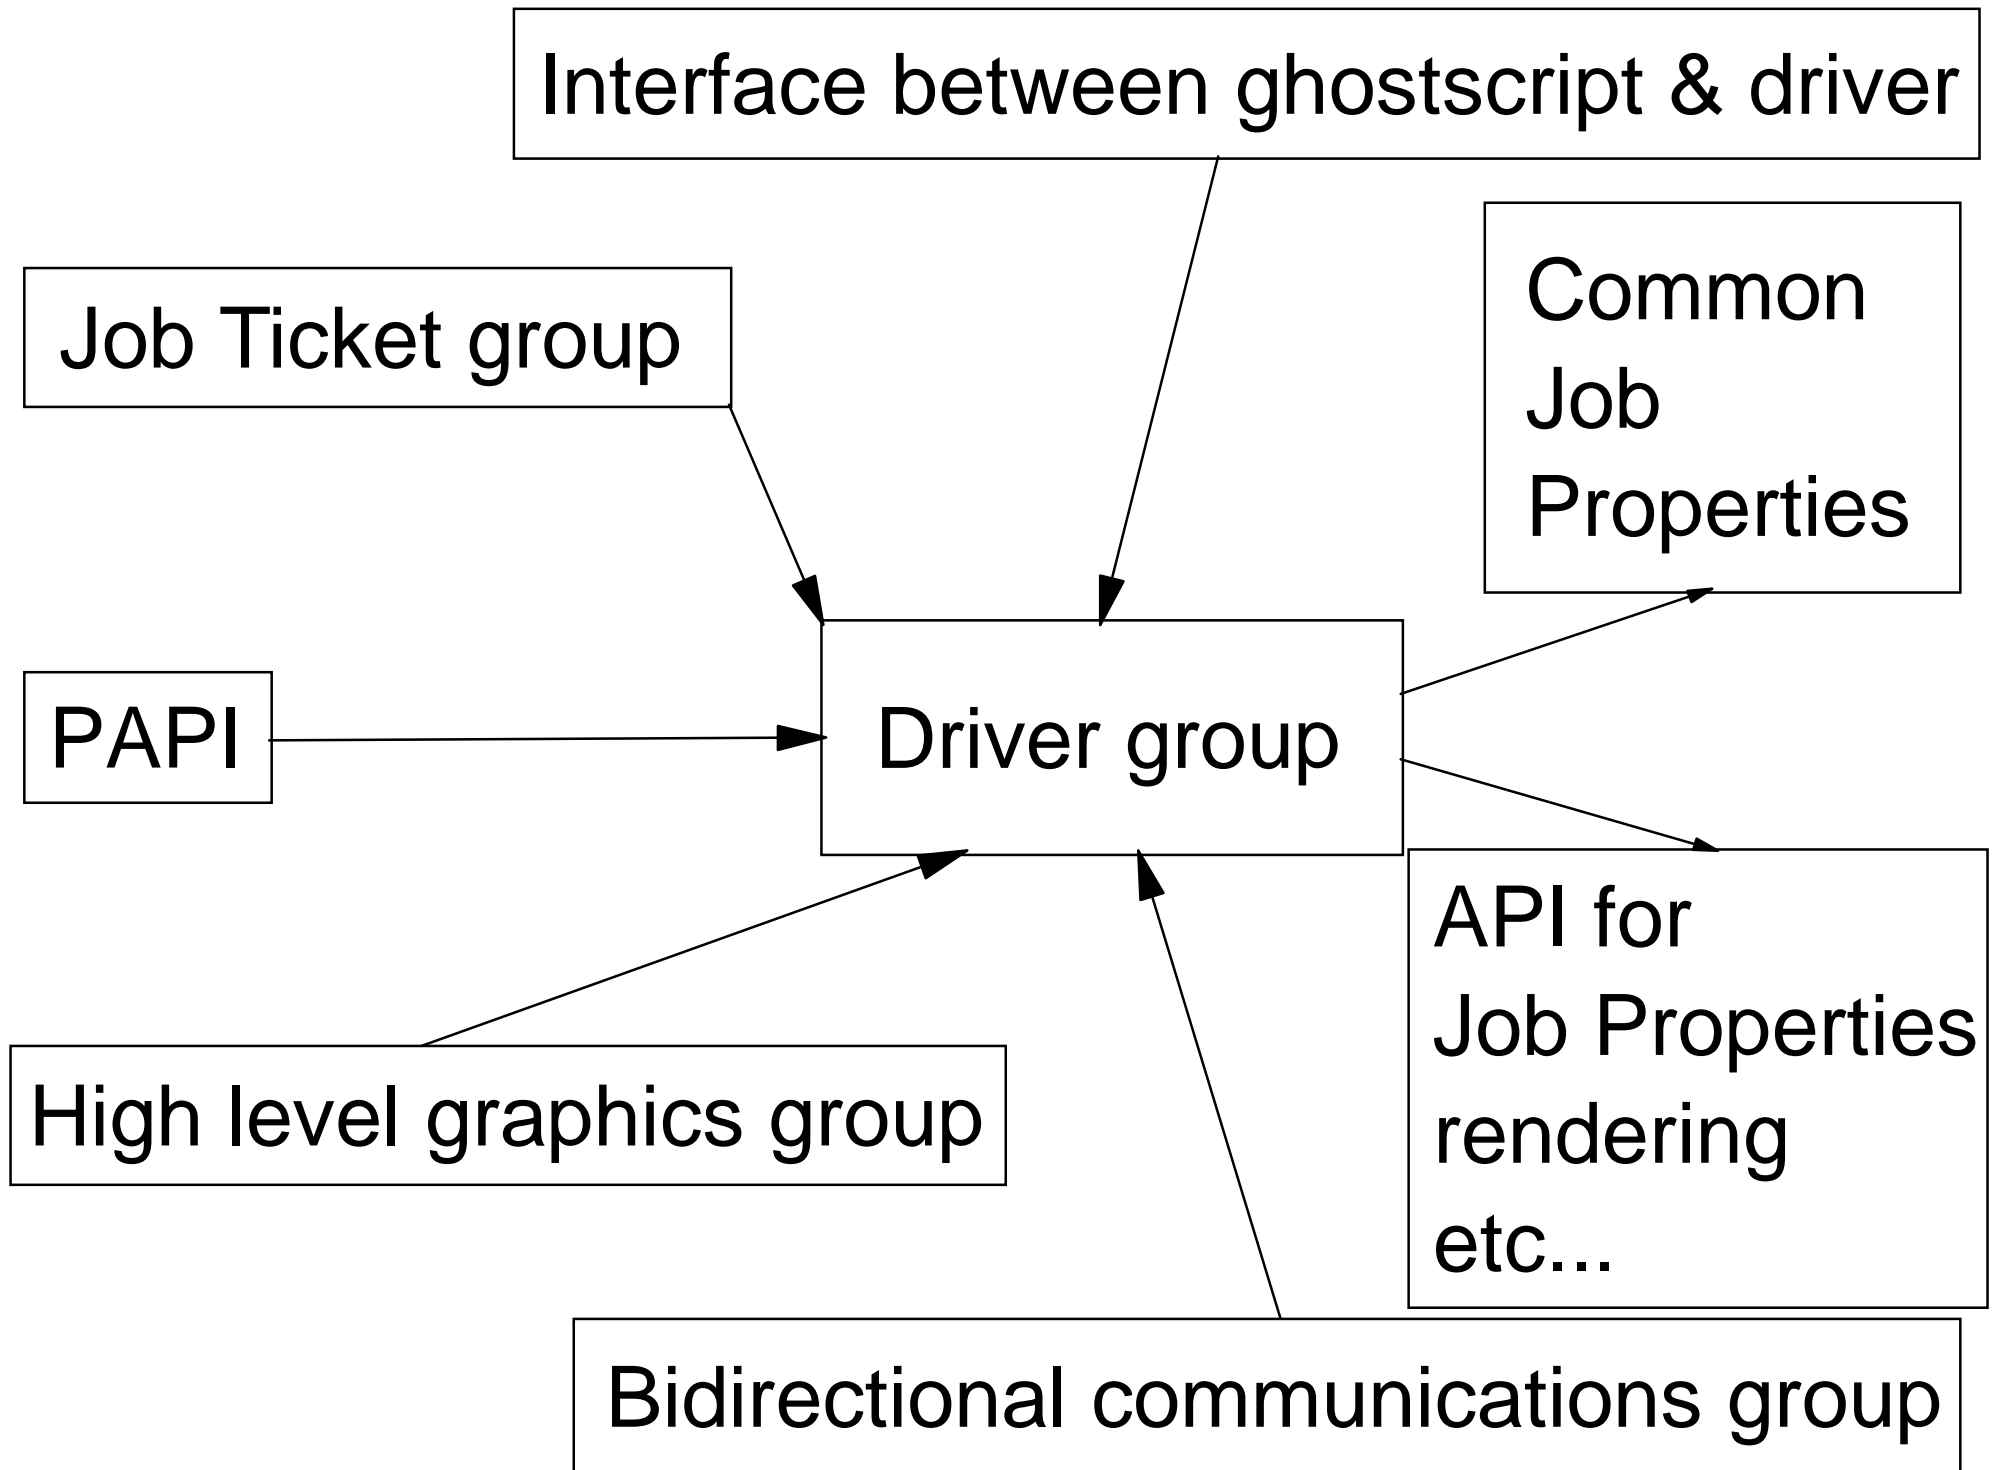 Interface between ghostscript & driver
Job Ticket group
Common
Job
Properties
PAPI
Driver group
API for
Job Properties
rendering
etc...
High level graphics group
Bidirectional communications group